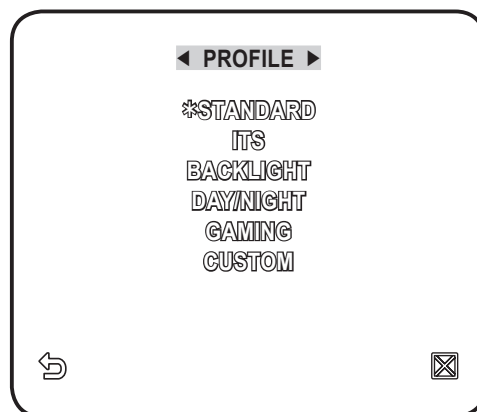 ◀ PROFILE ▶
*STANDARD
ITS
BACKLIGHT
DAY/NIGHT
GAMING
CUSTOM